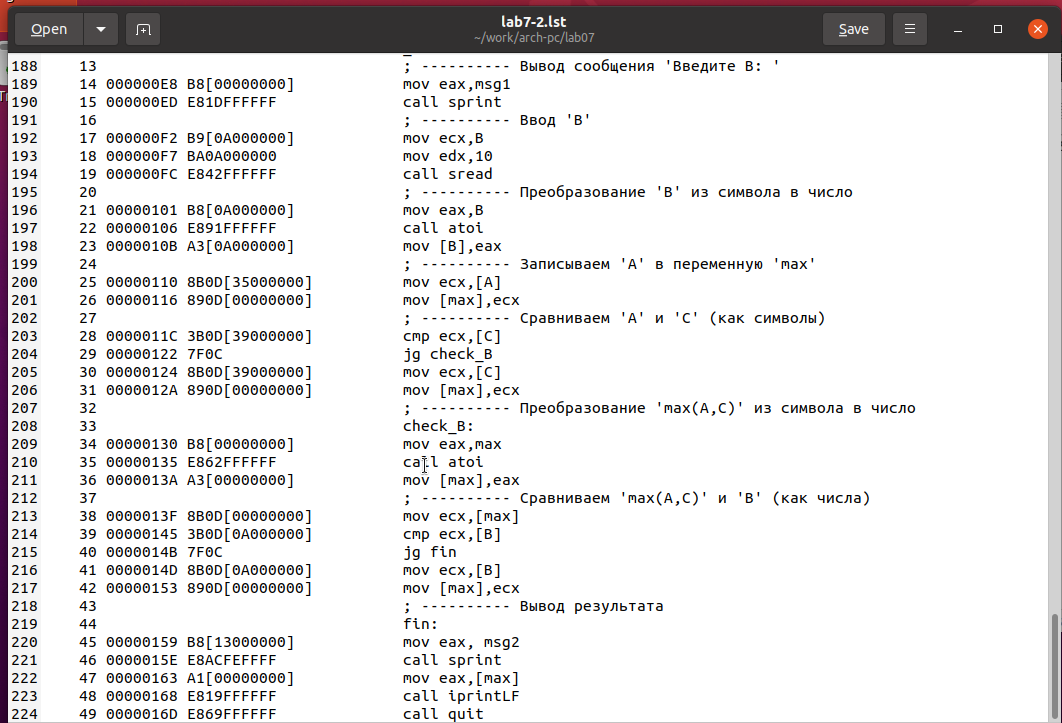 Open
lab7-2.lst
~/work/arch-pc/lab07
Save
188 13 ; ---------- Вывод сообщения 'Введите B: '
189 14 000000E8 B8[00000000] mov eax,msg1
190 15 000000ED E81DFFFFFF call sprint
191 16 ; ---------- Ввод 'B'
192 17 000000F2 B9[0A000000] mov ecx,B
193 18 000000F7 BA0A000000 mov edx,10
194 19 000000FC E842FFFFFF call sread
195 20 ; ---------- Преобразование 'B' из символа в число
196 21 00000101 B8[0A000000] mov eax,B
197 22 00000106 E891FFFFFF call atoi
198 23 0000010B A3[0A000000] mov [B],eax
199 24 ; ---------- Записываем 'A' в переменную 'max'
200 25 00000110 8B0D[35000000] mov ecx,[A]
201 26 00000116 890D[00000000] mov [max],ecx
202 27 ; ---------- Сравниваем 'A' и 'C' (как символы)
203 28 0000011C 3B0D[39000000] cmp ecx,[C]
204 29 00000122 7F0C jg check_B
205 30 00000124 8B0D[39000000] mov ecx,[C]
206 31 0000012A 890D[00000000] mov [max],ecx
207 32 ; ---------- Преобразование 'max(A,C)' из символа в число
208 33 check_B:
209 34 00000130 B8[00000000] mov eax,max
210 35 00000135 E862FFFFFF call atoi
211 36 0000013A A3[00000000] mov [max],eax
212 37 ; ---------- Сравниваем 'max(A,C)' и 'B' (как числа)
213 38 0000013F 8B0D[00000000] mov ecx,[max]
214 39 00000145 3B0D[0A000000] cmp ecx,[B]
215 40 0000014B 7F0C jg fin
216 41 0000014D 8B0D[0A000000] mov ecx,[B]
217 42 00000153 890D[00000000] mov [max],ecx
218 43 ; ---------- Вывод результата
219 44 fin:
220 45 00000159 B8[13000000] mov eax, msg2
221 46 0000015E E8ACFEFFFF call sprint
222 47 00000163 A1[00000000] mov eax,[max]
223 48 00000168 E819FFFFFF call iprintLF
224 49 0000016D E869FFFFFF call quit